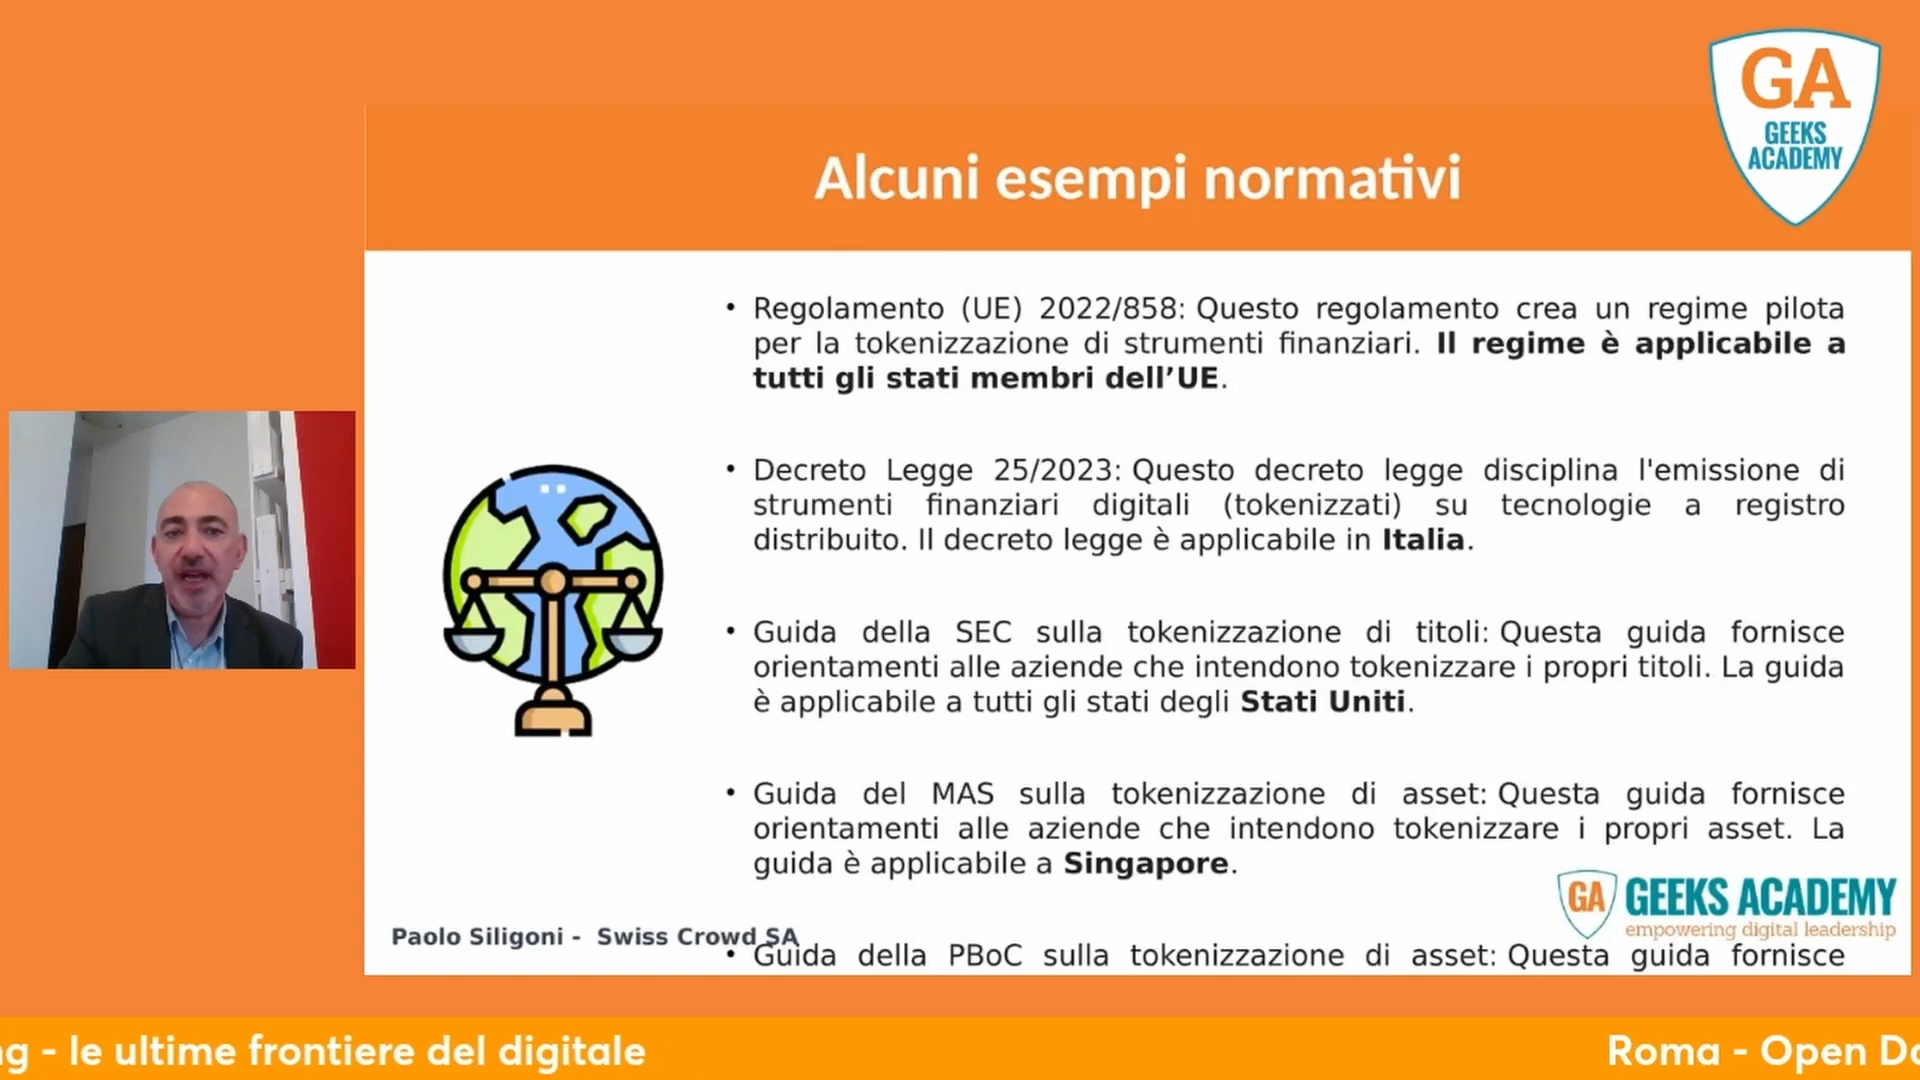 GA
GEEKS
ACADEMY
Alcuni esempi normativi
• Regolamento (UE) 2022/858: Questo regolamento crea un regime pilota
per la tokenizzazione di strumenti finanziari. Il regime è applicabile a
tutti gli stati membri dell’UE.
• Decreto Legge 25/2023: Questo decreto legge disciplina l'emissione di
strumenti finanziari digitali (tokenizzati) su tecnologie a registro
distribuito. Il decreto legge è applicabile in Italia.
• Guida della SEC sulla tokenizzazione di titoli: Questa guida fornisce
orientamenti alle aziende che intendono tokenizzare i propri titoli. La guida
è applicabile a tutti gli stati degli Stati Uniti.
• Guida del MAS sulla tokenizzazione di asset: Questa guida fornisce
orientamenti alle aziende che intendono tokenizzare i propri asset. La
guida è applicabile a Singapore.
• Guida della PBoC sulla tokenizzazione di asset: Questa guida fornisce
Paolo Siligoni - Swiss Crowd SA
GA GEEKS ACADEMY
empowering digital leadership
ng - le ultime frontiere del digitale
Roma - Open Da